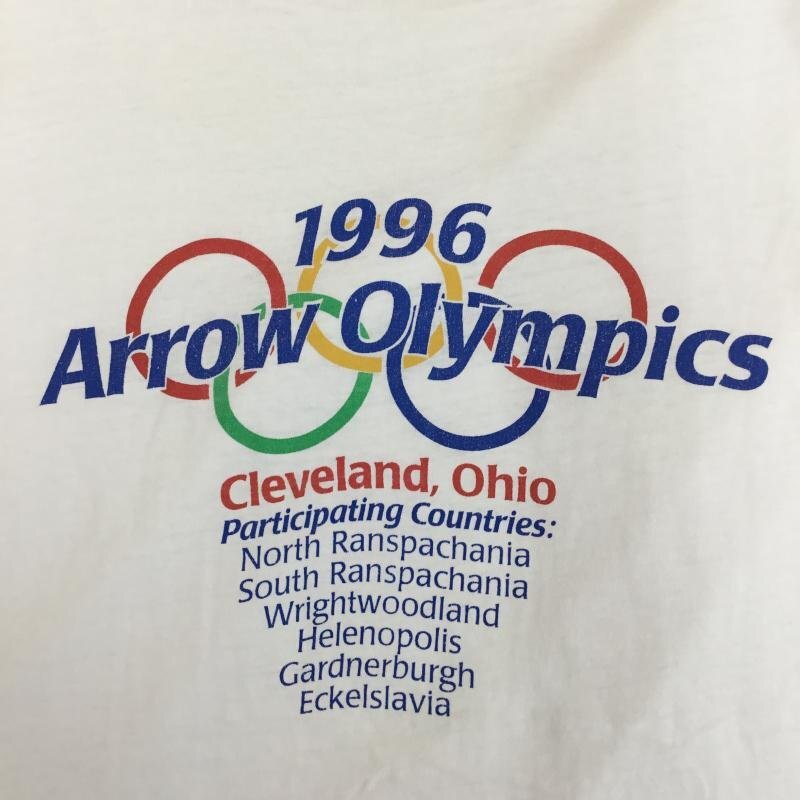 1996
Arrow Olympics
Cleveland, Ohio
Participating Countries:
North Ranspachania
South Ranspachania
Wrightwoodland
Helenopolis
Gardnerburgh
Eckelslavia